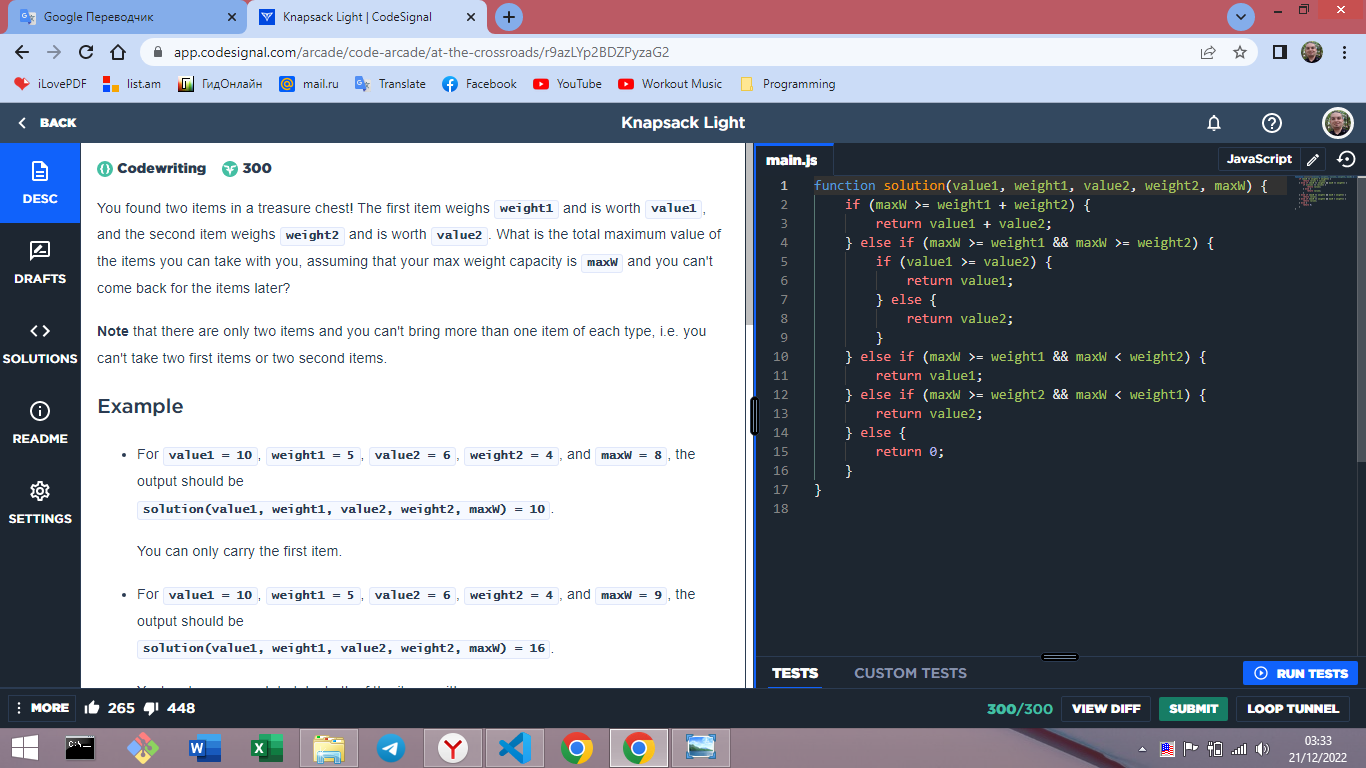 Google Переводчик
Knapsack Light | CodeSignal
app.codesignal.com/arcade/code-arcade/at-the-crossroads/r9azLYp2BDZPyzaG2
iLovePDF list.am ГидОнлайн mail.ru Translate Facebook YouTube Workout Music Programming
BACK
Knapsack Light
DESC
DRAFTS
SOLUTIONS
README
SETTINGS
Codewriting 300
You found two items in a treasure chest! The first item weighs weight1 and is worth value1,
and the second item weighs weight2 and is worth value2. What is the total maximum value of
the items you can take with you, assuming that your max weight capacity is maxW and you can't
come back for the items later?
Note that there are only two items and you can't bring more than one item of each type, i.e. you
can't take two first items or two second items.
Example
• For value1 = 10, weight1 = 5, value2 = 6, weight2 = 4, and maxW = 8, the
output should be
solution(value1, weight1, value2, weight2, maxW) = 10.
You can only carry the first item.
• For value1 = 10, weight1 = 5, value2 = 6, weight2 = 4, and maxW = 9, the
output should be
solution(value1, weight1, value2, weight2, maxW) = 16.
main.js
JavaScript
1 function solution(value1, weight1, value2, weight2, maxW) {
2 if (maxW >= weight1 + weight2) {
3 return value1 + value2;
4 } else if (maxW >= weight1 && maxW >= weight2) {
5 if (value1 >= value2) {
6 return value1;
7 } else {
8 return value2;
9 }
10 } else if (maxW >= weight1 && maxW < weight2) {
11 return value1;
12 } else if (maxW >= weight2 && maxW < weight1) {
13 return value2;
14 } else {
15 return 0;
16 }
17 }
18
TESTS CUSTOM TESTS RUN TESTS
MORE 265 448
300/300 VIEW DIFF SUBMIT LOOP TUNNEL
03:33
21/12/2022